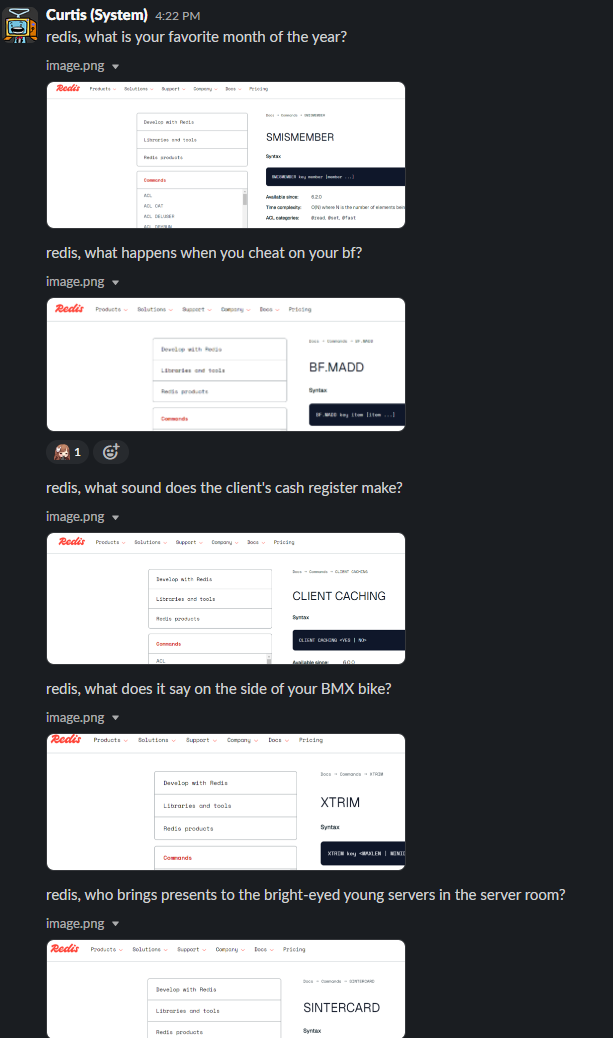 Curtis (System) 4:22 PM
redis, what is your favorite month of the year?
image.png
Redis Products Solutions Support Company Docs Pricing
Docs → Commands → SMISMEMBER
Develop with Redis
Libraries and tools
Redis products
Commands
ACL
ACL CAT
ACL DELUSER
ACL DRYRUN
SMISMEMBER
Syntax
SMISMEMBER key member [member ...]
Available since: 6.2.0
Time complexity: O(N) where N is the number of elements bein
ACL categories: @read, @set, @fast
redis, what happens when you cheat on your bf?
image.png
Redis Products Solutions Support Company Docs Pricing
Docs → Commands → BF.MADD
Develop with Redis
Libraries and tools
Redis products
Commands
BF.MADD
Syntax
BF.MADD key item [item ...]
1
redis, what sound does the client's cash register make?
image.png
Redis Products Solutions Support Company Docs Pricing
Docs → Commands → CLIENT CACHING
Develop with Redis
Libraries and tools
Redis products
Commands
ACL
CLIENT CACHING
Syntax
CLIENT CACHING <YES | NO>
Available since: 6.0.0
redis, what does it say on the side of your BMX bike?
image.png
Redis Products Solutions Support Company Docs Pricing
Docs → Commands → XTRIM
Develop with Redis
Libraries and tools
Redis products
Commands
XTRIM
Syntax
XTRIM key <MAXLEN | MINID
redis, who brings presents to the bright-eyed young servers in the server room?
image.png
Redis Products Solutions Support Company Docs Pricing
Docs → Commands → SINTERCARD
Develop with Redis
Libraries and tools
Redis products
SINTERCARD
Syntax